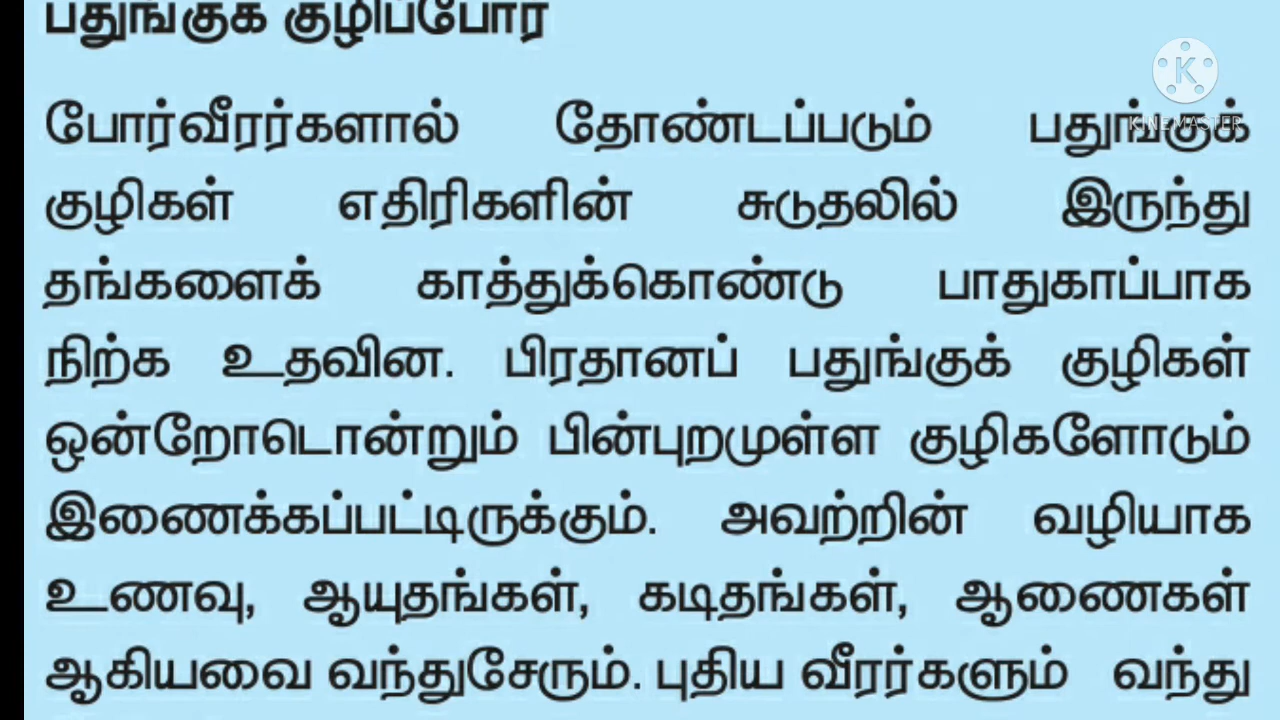 பதுங்குக் குழிப்போர்
KINEMASTER
போர்வீரர்களால் தோண்டப்படும் பதுங்குக்
குழிகள் எதிரிகளின் சுடுதலில் இருந்து
தங்களைக் காத்துக்கொண்டு பாதுகாப்பாக
நிற்க உதவின. பிரதானப் பதுங்குக் குழிகள்
ஒன்றோடொன்றும் பின்புறமுள்ள குழிகளோடும்
இணைக்கப்பட்டிருக்கும். அவற்றின் வழியாக
உணவு, ஆயுதங்கள், கடிதங்கள், ஆணைகள்
ஆகியவை வந்துசேரும். புதிய வீரர்களும் வந்து